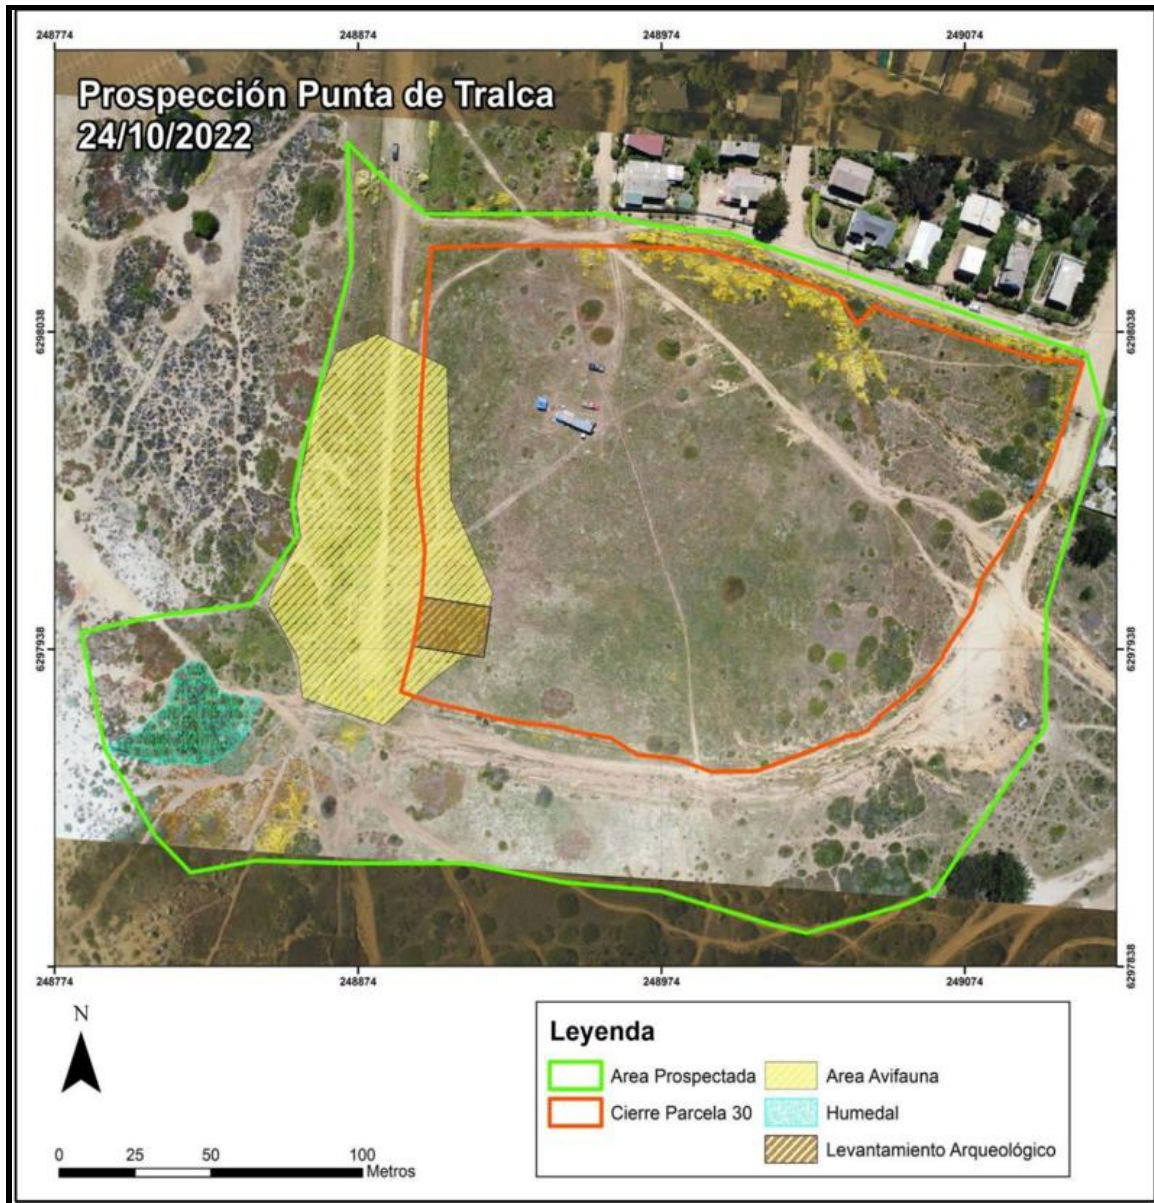 248774 248874 248974 249074
Prospección Punta de Tralca
24/10/2022
6298038 6298038
6297938 6297938
6297838
248774 248874 248974 249074
N
Leyenda
Area Prospectada Area Avifauna
Cierre Parcela 30 Humedal
Levantamiento Arqueológico
0 25 50 100
Metros